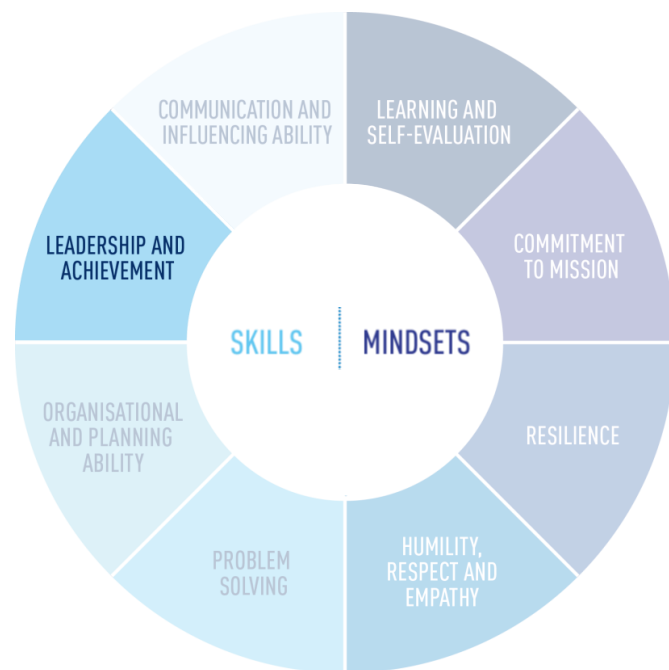 COMMUNICATION AND
INFLUENCING ABILITY
LEARNING AND
SELF-EVALUATION
LEADERSHIP AND
ACHIEVEMENT
COMMITMENT
TO MISSION
SKILLS
MINDSETS
ORGANISATIONAL
AND PLANNING
ABILITY
RESILIENCE
PROBLEM
SOLVING
HUMILITY,
RESPECT AND
EMPATHY